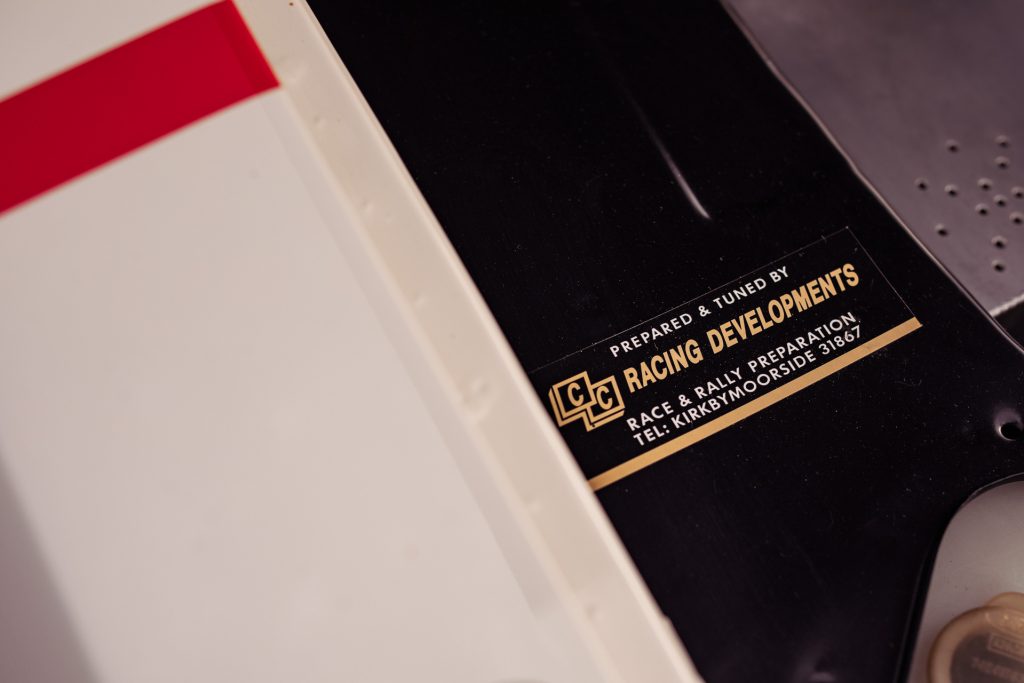 PREPARED & TUNED BY
CC RACING DEVELOPMENTS
RACE & RALLY PREPARATION
TEL: KIRKBYMOORSIDE 31867